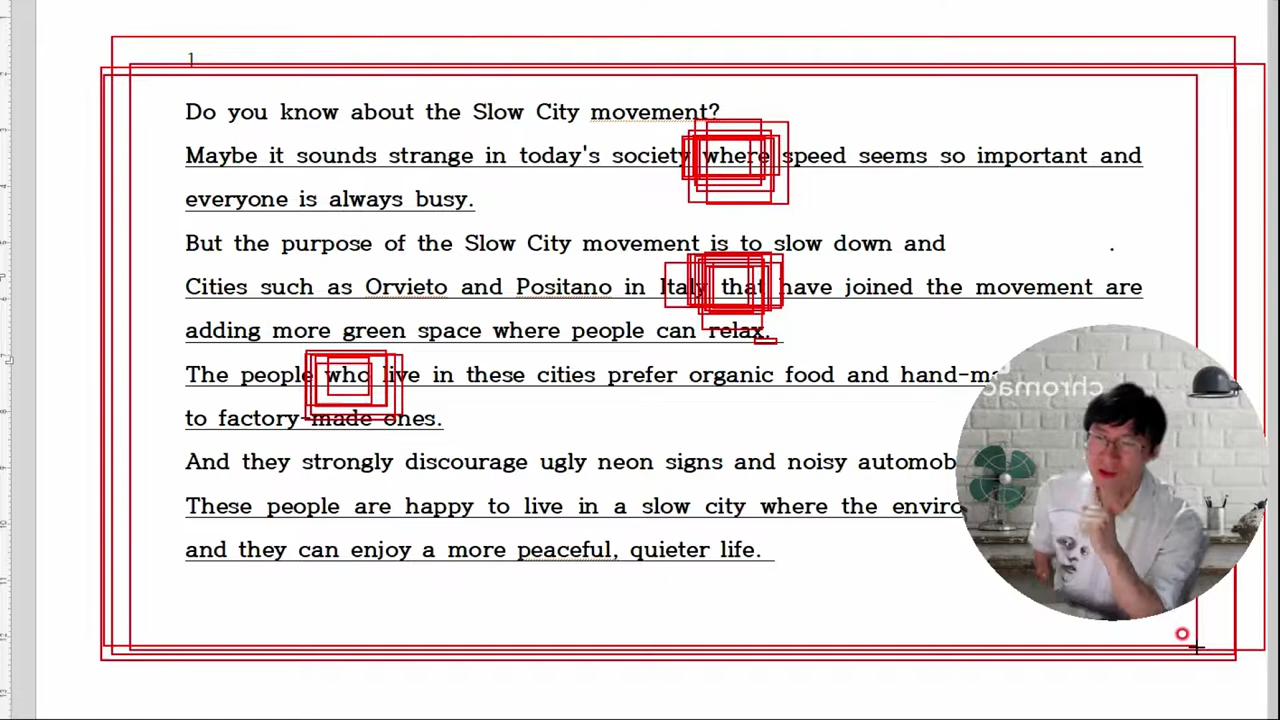 1
Do you know about the Slow City movement?
Maybe it sounds strange in today's society where speed seems so important and
everyone is always busy.
But the purpose of the Slow City movement is to slow down and .
Cities such as Orvieto and Positano in Italy that have joined the movement are
adding more green space where people can relax.
The people who live in these cities prefer organic food and
to factory-made ones.
And they strongly discourage ugly neon signs and noisy
These people are happy to live in a slow city where the
and they can enjoy a more peaceful, quieter life.